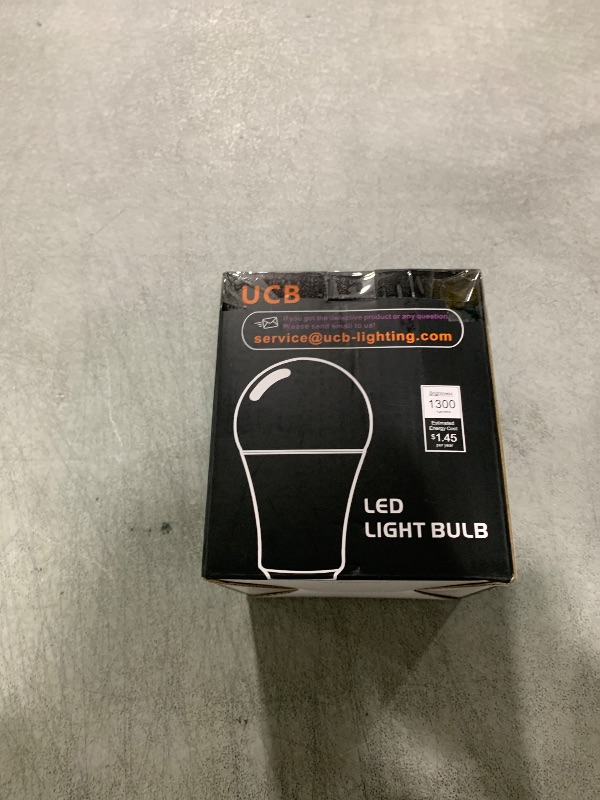 UCB
If you got the defective product or any question,
Please send email to us!
service@ucb-lighting.com
Brightness
1300
Estimated
Energy Cost
$1.45
per year
LED
LIGHT BULB